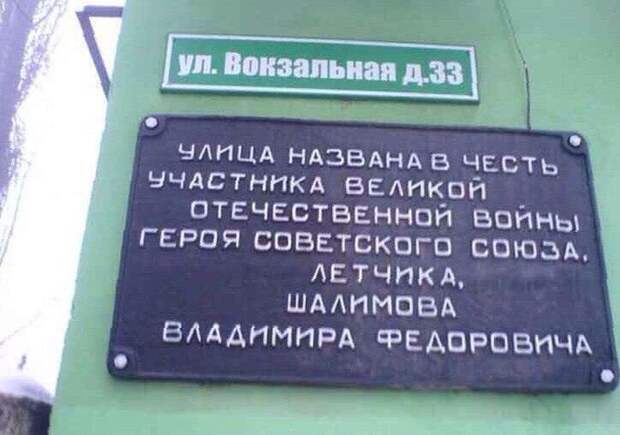 ул. Вокзальная д.33
УЛИЦА НАЗВАНА В ЧЕСТЬ
УЧАСТНИКА ВЕЛИКОЙ
ОТЕЧЕСТВЕННОЙ ВОЙНЫ
ГЕРОЯ СОВЕТСКОГО СОЮЗА,
ЛЕТЧИКА,
ШАЛИМОВА
ВЛАДИМИРА ФЕДОРОВИЧА